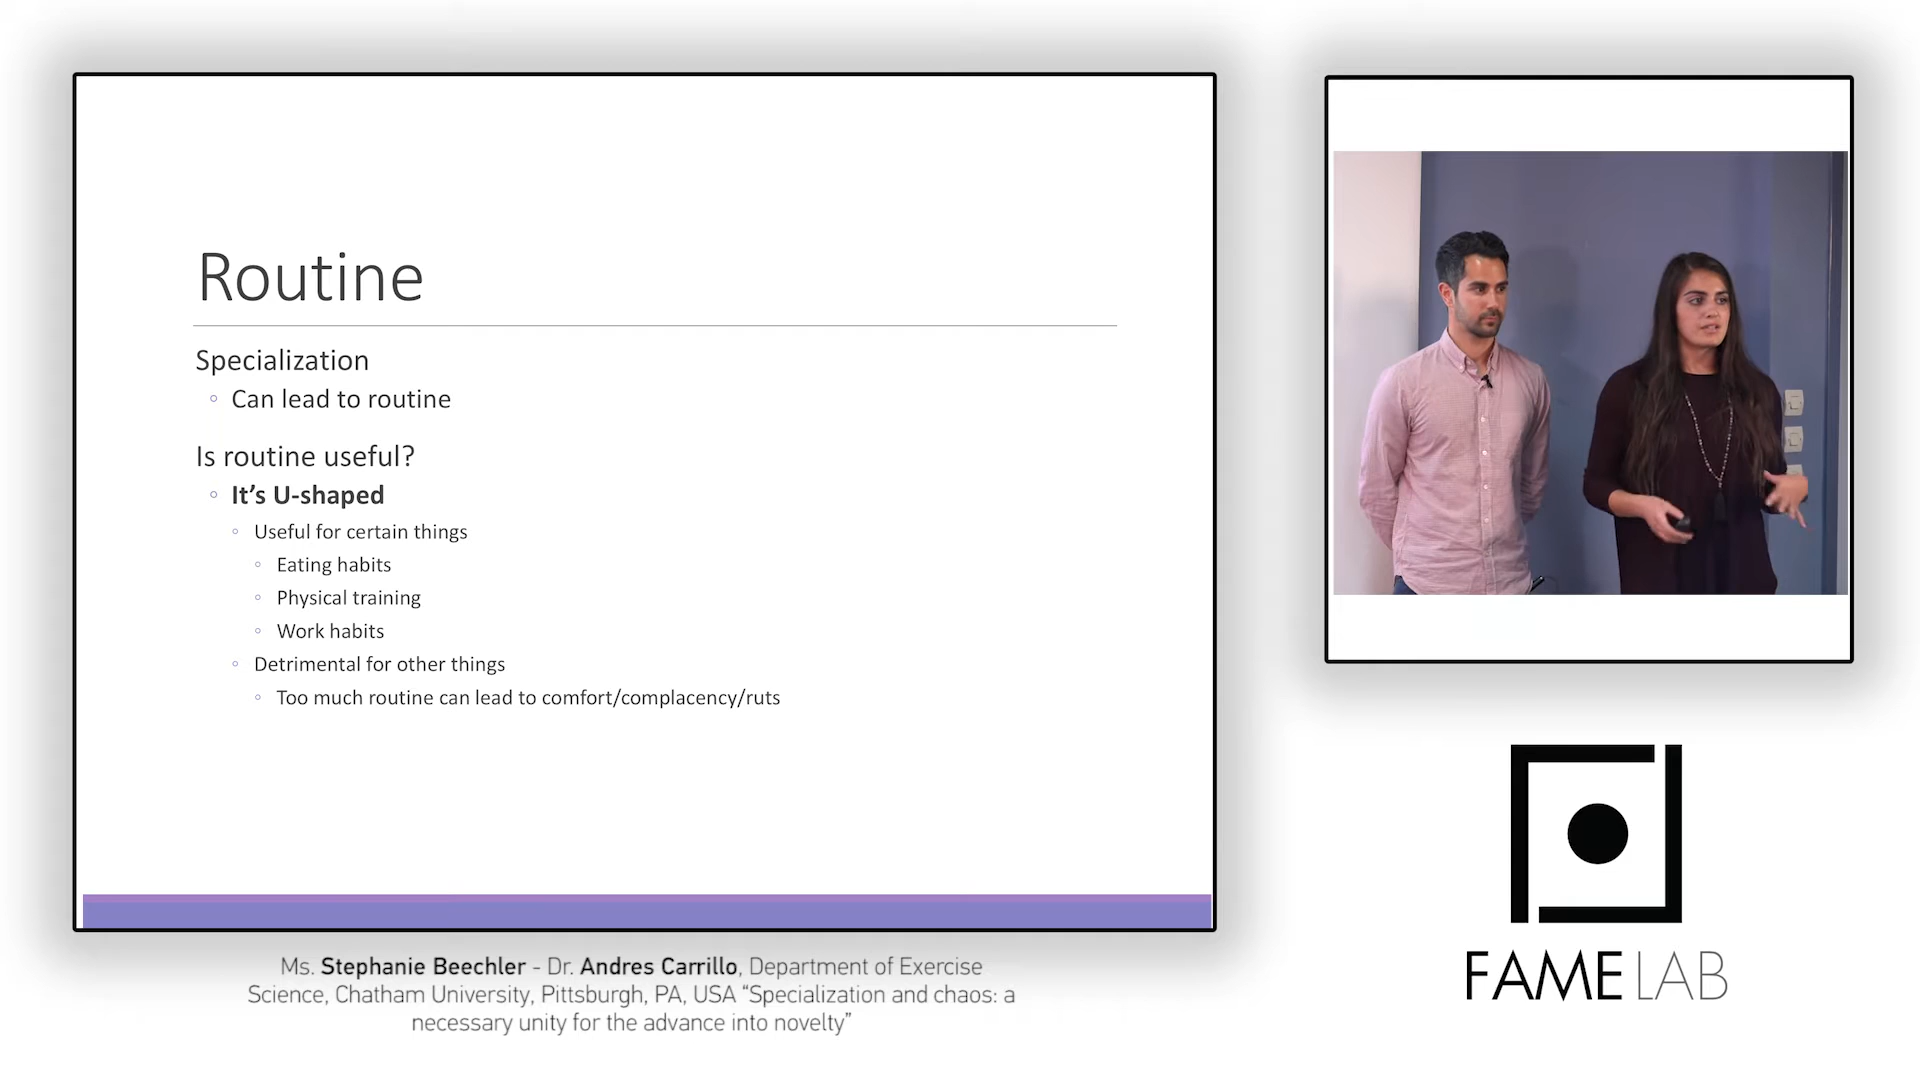 Routine
Specialization
◦ Can lead to routine
Is routine useful?
◦ It’s U-shaped
◦ Useful for certain things
◦ Eating habits
◦ Physical training
◦ Work habits
◦ Detrimental for other things
◦ Too much routine can lead to comfort/complacency/ruts
Ms. Stephanie Beechler - Dr. Andres Carrillo, Department of Exercise
Science, Chatham University, Pittsburgh, PA, USA “Specialization and chaos: a
necessary unity for the advance into novelty”
FAME LAB